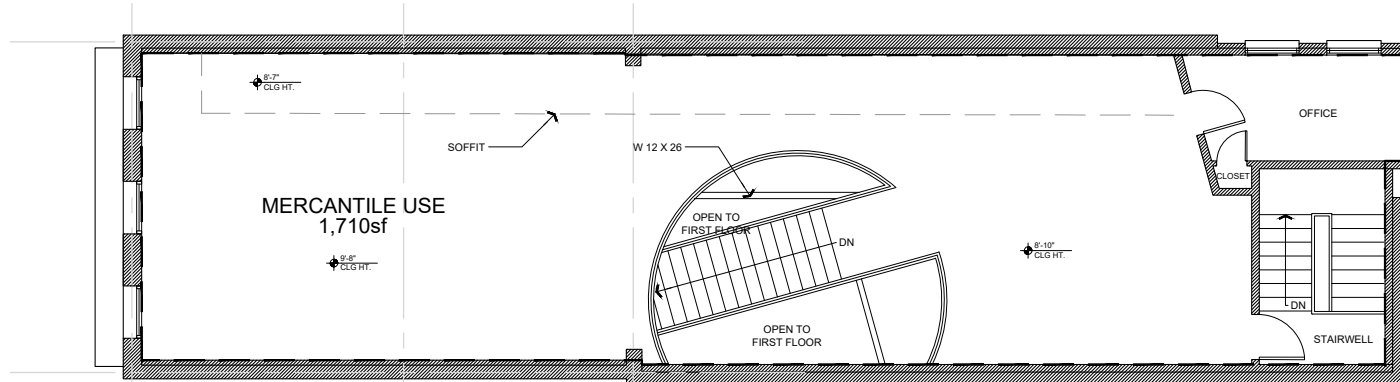 8'-7"
CLG HT.
SOFFIT
W 12 X 26
OFFICE
CLOSET
MERCANTILE USE
1,710sf
OPEN TO
FIRST FLOOR
DN
9'-8"
CLG HT.
8'-10"
CLG HT.
DN
OPEN TO
FIRST FLOOR
STAIRWELL